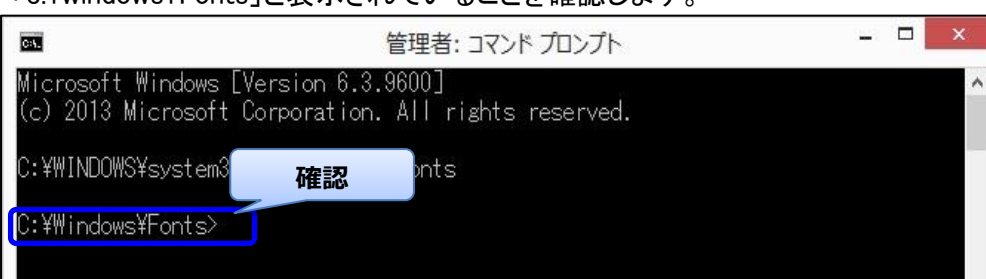 c:\windows\Fonts」と表示されていることを確認します。
管理者: コマンド プロンプト
Microsoft Windows [Version 6.3.9600]
(c) 2013 Microsoft Corporation. All rights reserved.
C:¥WINDOWS¥system3
確認
onts
C:¥Windows¥Fonts>